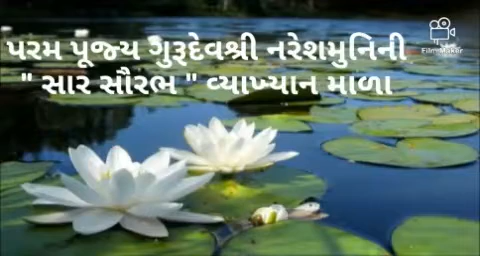 પરમ પૂજ્ય ગુરૂદેવશ્રી નરેશમુનિની
" સાર સૌરભ " વ્યાખ્યાન માળા
FilmMaker